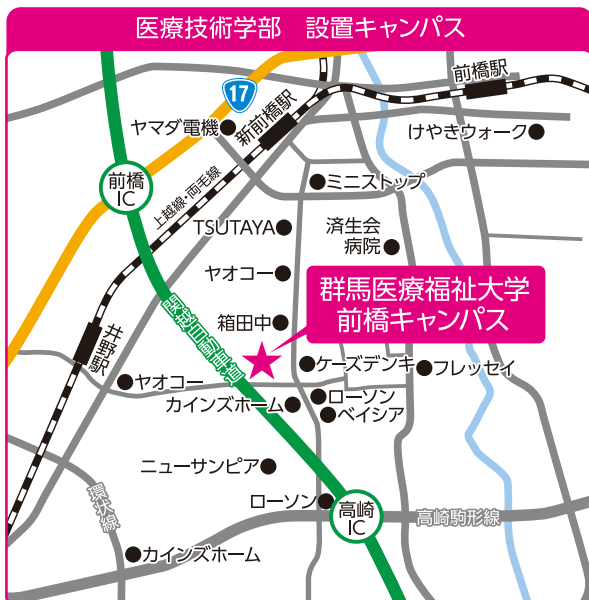 医療技術学部　設置キャンパス
17
前橋駅
ヤマダ電機
新前橋駅
けやきウォーク
前橋
IC
上越線・両毛線
ミニストップ
TSUTAYA
済生会
病院
ヤオコー
群馬医療福祉大学
前橋キャンパス
関越自動車道
箱田中
井野駅
ケーズデンキ
フレッセイ
ヤオコー
カインズホーム
ローソン
ベイシア
ニューサンピア
環状線
ローソン
高崎
IC
高崎駒形線
カインズホーム